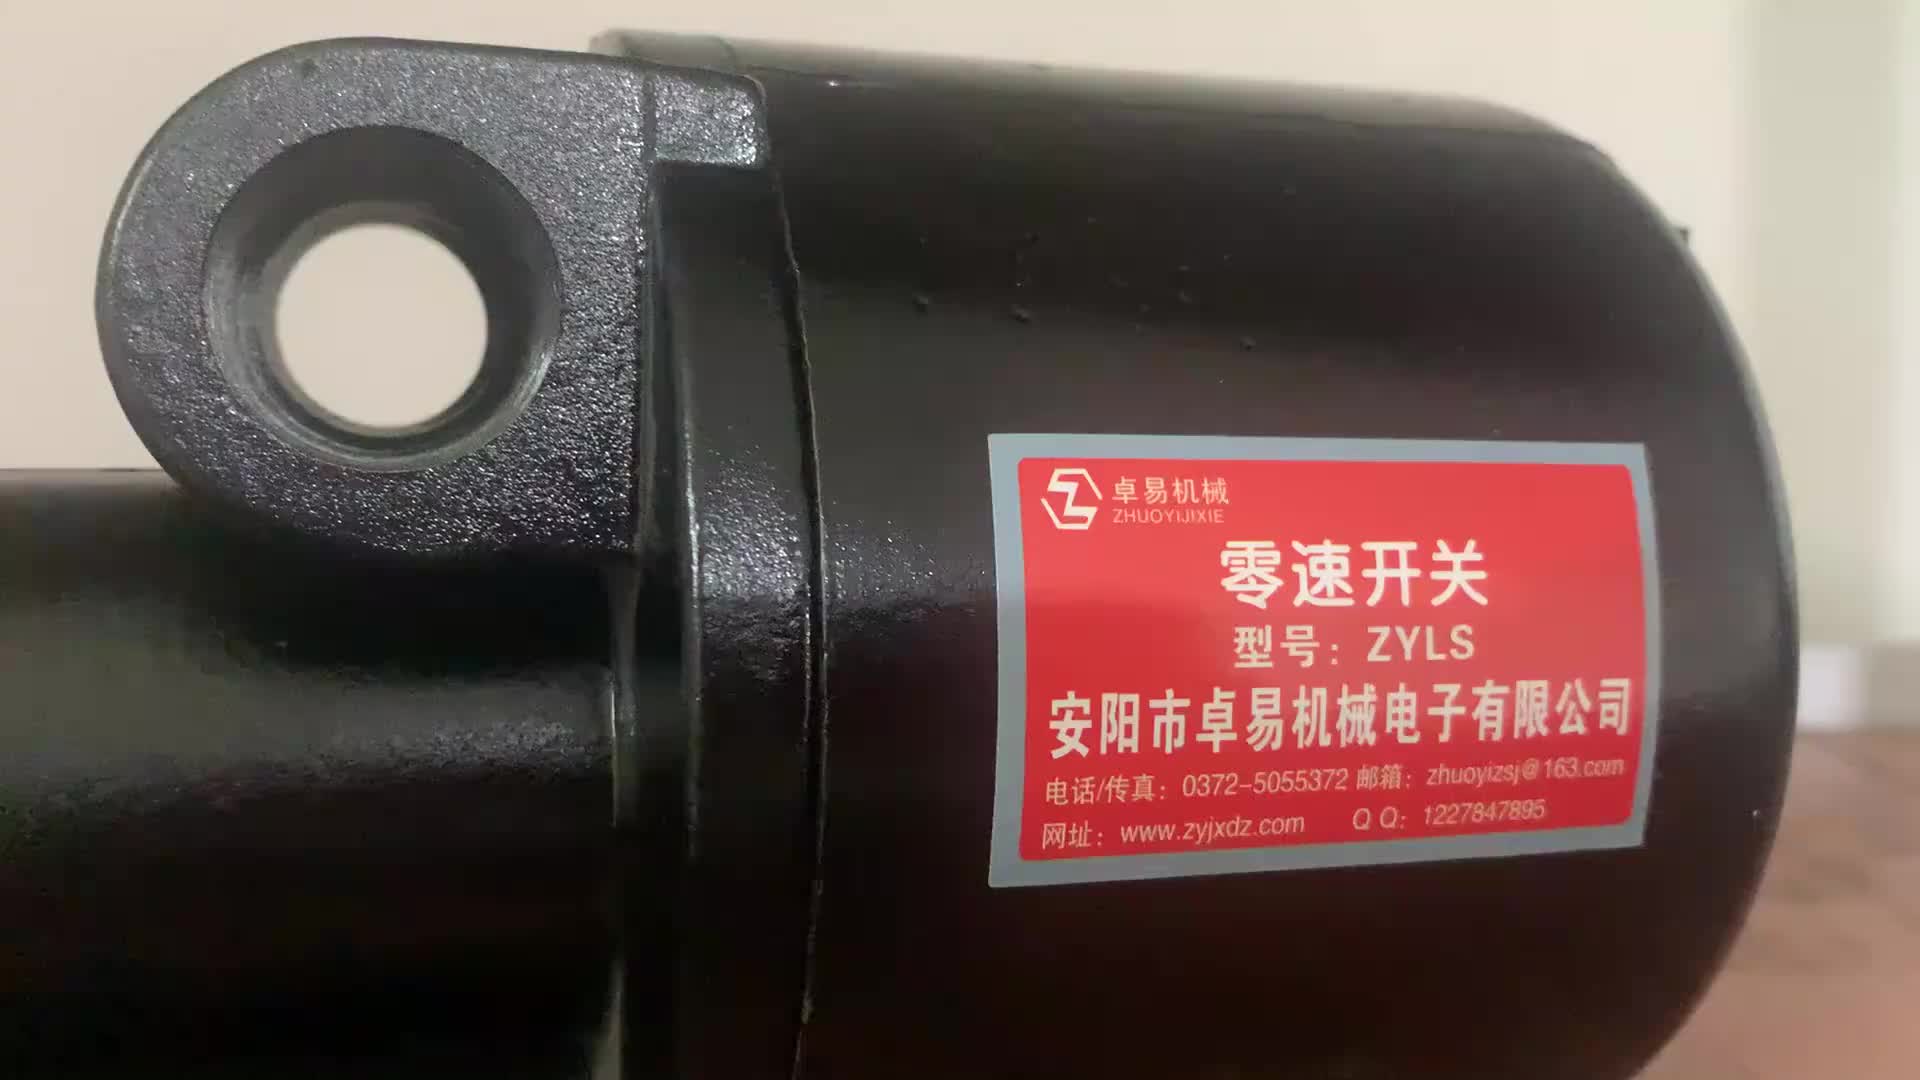 卓易机械
ZHUOYIJIXIE
零速开关
型号：ZYLS
安阳市卓易机械电子有限公司
电话/传真：0372-5055372 邮箱：zhuoyizsj@163.com
网址：www.zyjxdz.com QQ：1227847895